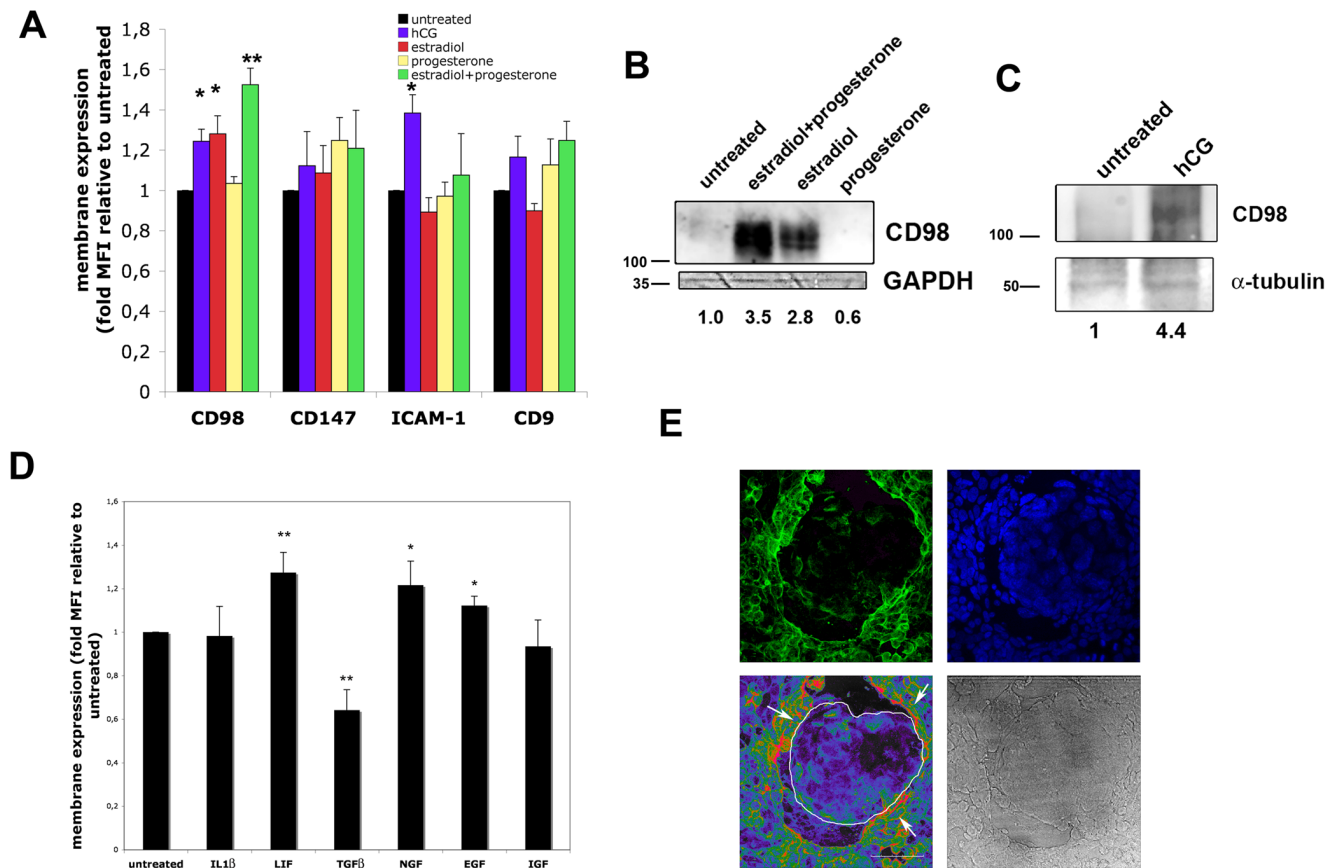 A
membrane expression
(fold MFI relative to untreated)
1,8
1,6
1,4
1,2
1
0,8
0,6
0,4
0,2
0
untreated
hCG
estradiol
progesterone
estradiol+progesterone
* * **
*
CD98 CD147 ICAM-1 CD9
B
untreated
estradiol+progesterone
estradiol
progesterone
CD98
100
35
GAPDH
1.0 3.5 2.8 0.6
C
untreated
hCG
CD98
100
50
α-tubulin
1 4.4
D
membrane expression (fold MFI relative to
untreated)
1,6
1,4
1,2
1
0,8
0,6
0,4
0,2
0
** ** * *
untreated IL1β LIF TGFβ NGF EGF IGF
E